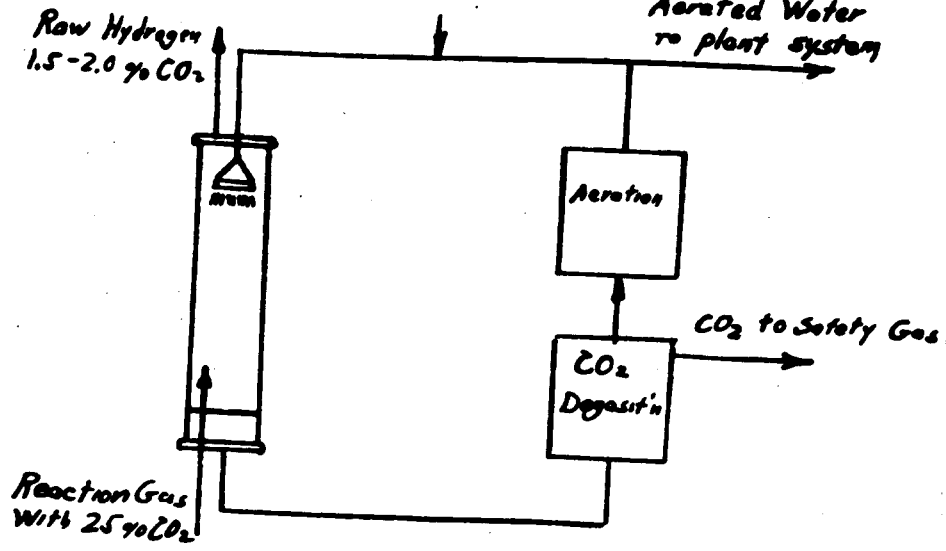 Raw Hydrogen
1.5-2.0 % CO₂
Aerated Water
to plant system
Aeration
CO₂ to Safety Gas
CO₂
Degasit'n
Reaction Gas
With 25 % CO₂